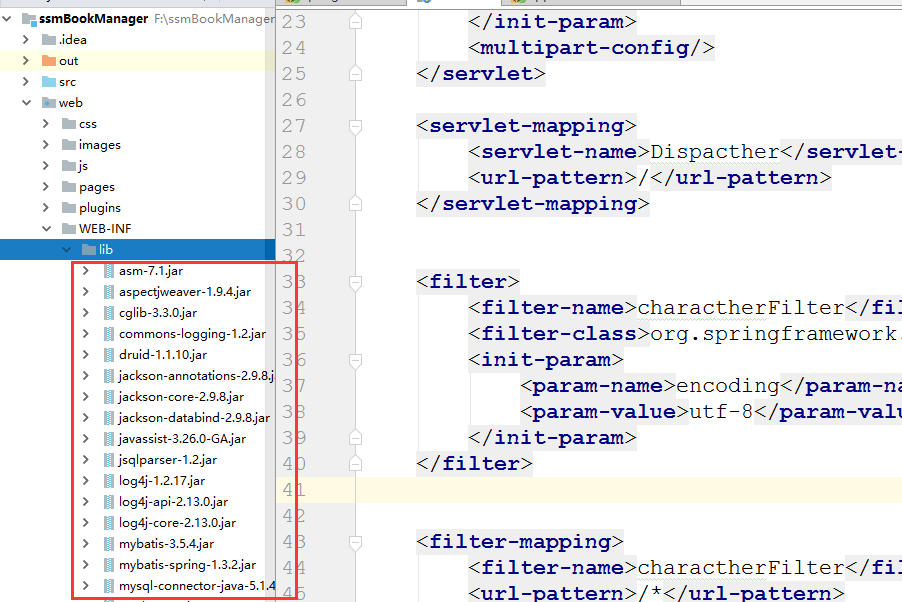 ssmBookManager F:\ssmBookManager
.idea
out
src
web
css
images
js
pages
plugins
WEB-INF
lib
asm-7.1.jar
aspectjweaver-1.9.4.jar
cglib-3.3.0.jar
commons-logging-1.2.jar
druid-1.1.10.jar
jackson-annotations-2.9.8.j
jackson-core-2.9.8.jar
jackson-databind-2.9.8.jar
javassist-3.26.0-GA.jar
jsqlparser-1.2.jar
log4j-1.2.17.jar
log4j-api-2.13.0.jar
log4j-core-2.13.0.jar
mybatis-3.5.4.jar
mybatis-spring-1.3.2.jar
mysql-connector-java-5.1.4
23 </init-param>
24 <multipart-config/>
25 </servlet>
26
27 <servlet-mapping>
28 <servlet-name>Dispacther</servlet-
29 <url-pattern>/</url-pattern>
30 </servlet-mapping>
31
32
33 <filter>
34 <filter-name>charactherFilter</fil
35 <filter-class>org.springframework.
36 <init-param>
37 <param-name>encoding</param-na
38 <param-value>utf-8</param-valu
39 </init-param>
40 </filter>
41
42
43 <filter-mapping>
44 <filter-name>charactherFilter</fil
45 <url-pattern>/*</url-pattern>